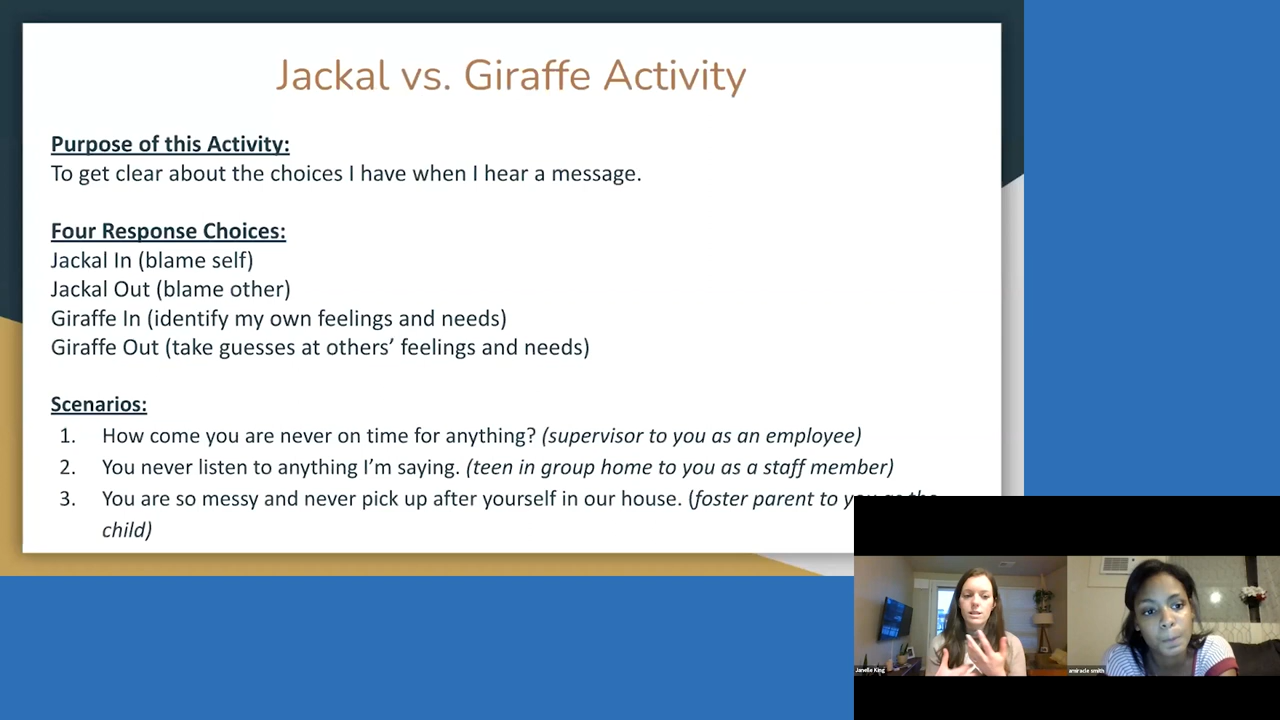 Jackal vs. Giraffe Activity
Purpose of this Activity:
To get clear about the choices I have when I hear a message.
Four Response Choices:
Jackal In (blame self)
Jackal Out (blame other)
Giraffe In (identify my own feelings and needs)
Giraffe Out (take guesses at others’ feelings and needs)
Scenarios:
1. How come you are never on time for anything? (supervisor to you as an employee)
2. You never listen to anything I’m saying. (teen in group home to you as a staff member)
3. You are so messy and never pick up after yourself in our house. (foster parent to you as the
child)
Janelle King
amiracle smith